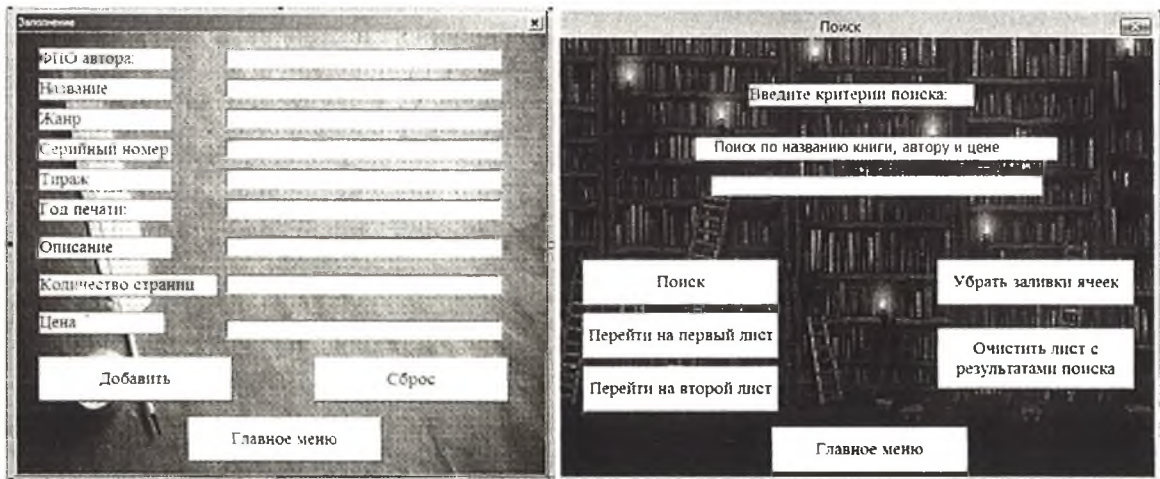 Заполнение
ФИО автора:
Название
Жанр
Серийный номер
Тираж
Год печати:
Описание
Количество страниц
Цена
Добавить
Сброс
Главное меню
Поиск
Введите критерии поиска:
Поиск по названию книги, автору и цене
Поиск
Перейти на первый лист
Перейти на второй лист
Убрать заливки ячеек
Очистить лист с
результатами поиска
Главное меню